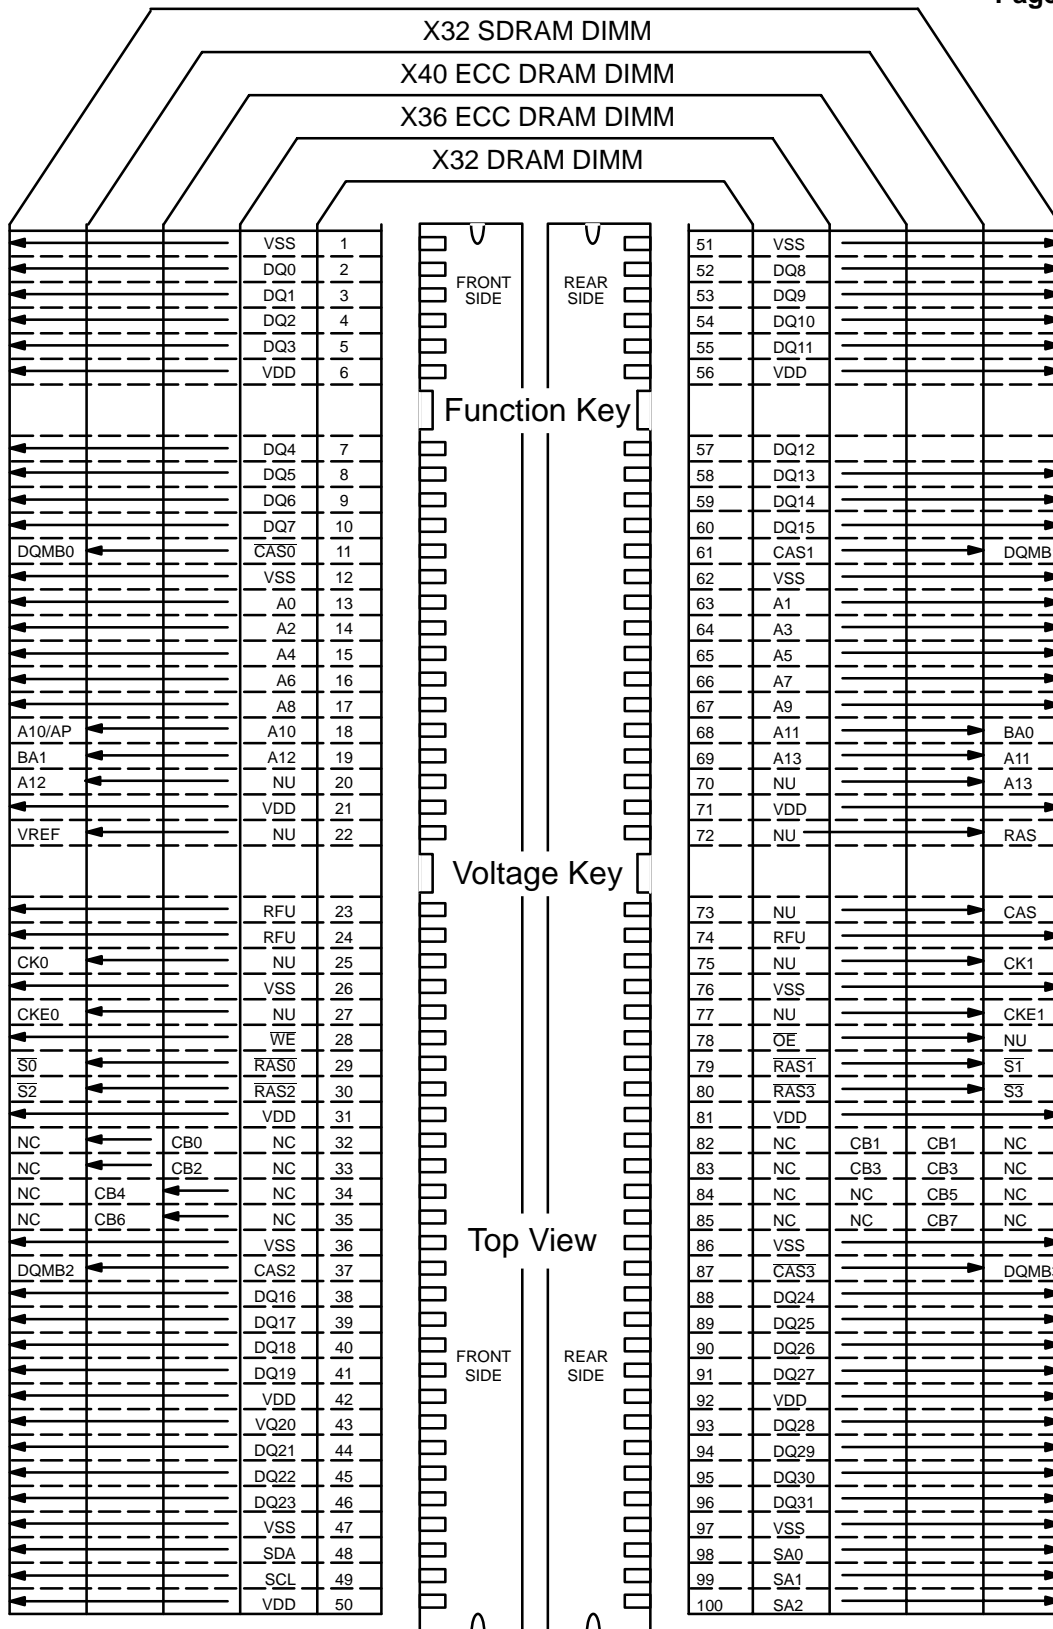 Page
X32 SDRAM DIMM
X40 ECC DRAM DIMM
X36 ECC DRAM DIMM
X32 DRAM DIMM
VSS 1 51 VSS
DQ0 2 FRONT SIDE REAR SIDE 52 DQ8
DQ1 3 53 DQ9
DQ2 4 54 DQ10
DQ3 5 55 DQ11
VDD 6 56 VDD
Function Key
DQ4 7 57 DQ12
DQ5 8 58 DQ13
DQ6 9 59 DQ14
DQ7 10 60 DQ15
DQMB0 C̅A̅S̅0̅ 11 61 CAS1 DQMB
VSS 12 62 VSS
A0 13 63 A1
A2 14 64 A3
A4 15 65 A5
A6 16 66 A7
A8 17 67 A9
A10/AP A10 18 68 A11 BA0
BA1 A12 19 69 A13 A11
A12 NU 20 70 NU A13
VDD 21 71 VDD
VREF NU 22 72 NU RAS
Voltage Key
RFU 23 73 NU CAS
RFU 24 74 RFU
CK0 NU 25 75 NU CK1
VSS 26 76 VSS
CKE0 NU 27 77 NU CKE1
W̅E̅ 28 78 O̅E̅ NU
S̅0̅ R̅A̅S̅0̅ 29 79 R̅A̅S̅1̅ S̅1̅
S̅2̅ R̅A̅S̅2̅ 30 80 R̅A̅S̅3̅ S̅3̅
VDD 31 81 VDD
NC CB0 NC 32 82 NC CB1 CB1 NC
NC CB2 NC 33 83 NC CB3 CB3 NC
NC CB4 NC 34 84 NC NC CB5 NC
NC CB6 NC 35 85 NC NC CB7 NC
VSS 36 Top View 86 VSS
DQMB2 CAS2 37 87 C̅A̅S̅3̅ DQMB3
DQ16 38 88 DQ24
DQ17 39 89 DQ25
DQ18 40 FRONT SIDE REAR SIDE 90 DQ26
DQ19 41 91 DQ27
VDD 42 92 VDD
VQ20 43 93 DQ28
DQ21 44 94 DQ29
DQ22 45 95 DQ30
DQ23 46 96 DQ31
VSS 47 97 VSS
SDA 48 98 SA0
SCL 49 99 SA1
VDD 50 100 SA2